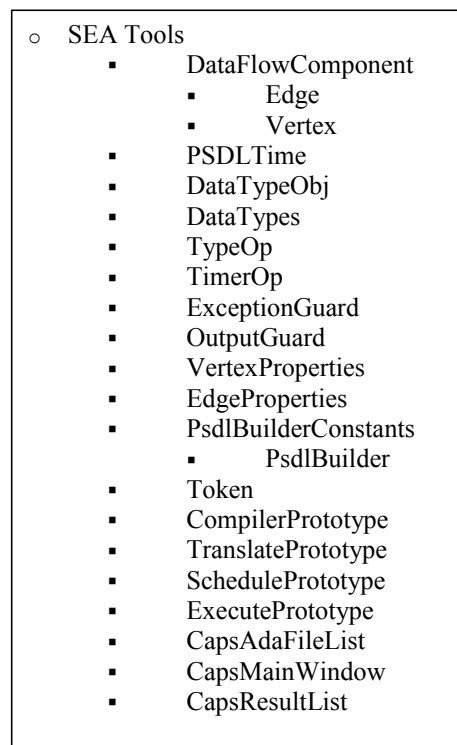 ○ SEA Tools
▪ DataFlowComponent
▪ Edge
▪ Vertex
▪ PSDLTime
▪ DataTypeObj
▪ DataTypes
▪ TypeOp
▪ TimerOp
▪ ExceptionGuard
▪ OutputGuard
▪ VertexProperties
▪ EdgeProperties
▪ PsdlBuilderConstants
▪ PsdlBuilder
▪ Token
▪ CompilerPrototype
▪ TranslatePrototype
▪ SchedulePrototype
▪ ExecutePrototype
▪ CapsAdaFileList
▪ CapsMainWindow
▪ CapsResultList